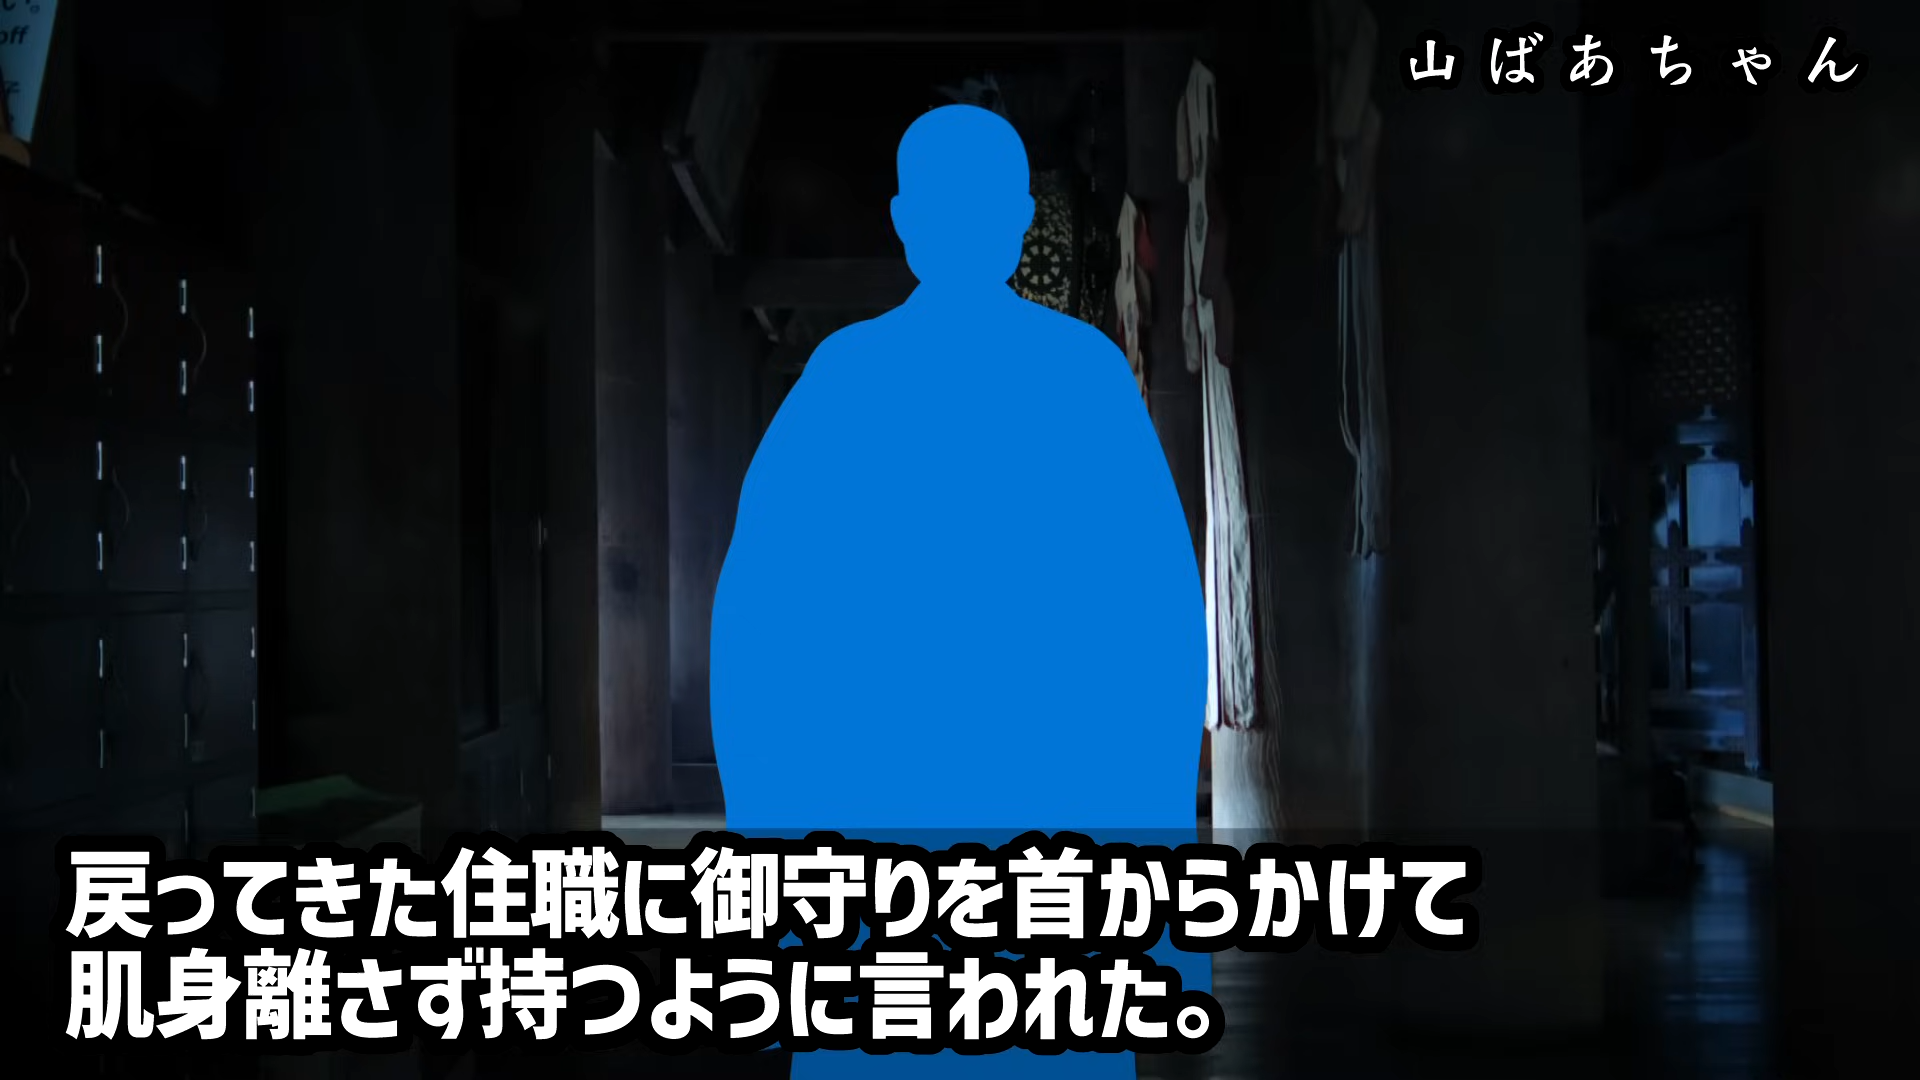 山ばあちゃん
off
戻ってきた住職に御守りを首からかけて
肌身離さず持つように言われた。